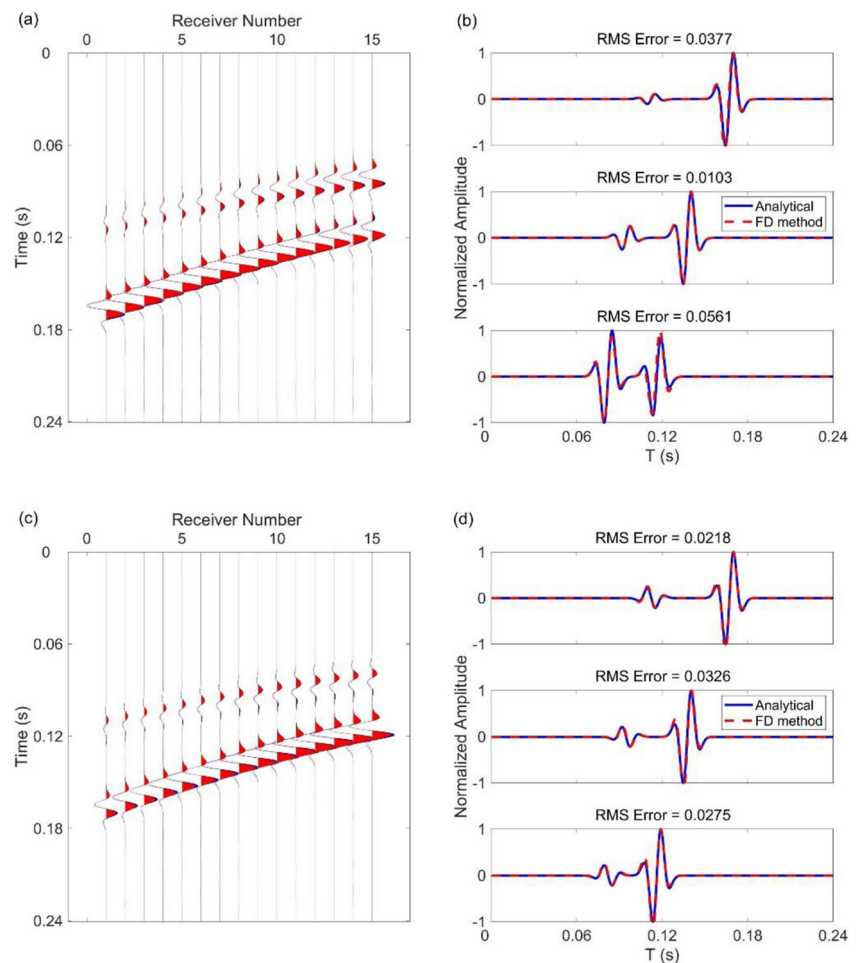 (a)
Receiver Number
0 5 10 15
0
0.06
0.12
0.18
0.24
Time (s)
(b)
RMS Error = 0.0377
1
0
-1
RMS Error = 0.0103
1
0
-1
Analytical
FD method
RMS Error = 0.0561
1
0
-1
0 0.06 0.12 0.18 0.24
T (s)
Normalized Amplitude
(c)
Receiver Number
0 5 10 15
0
0.06
0.12
0.18
0.24
Time (s)
(d)
RMS Error = 0.0218
1
0
-1
RMS Error = 0.0326
1
0
-1
Analytical
FD method
RMS Error = 0.0275
1
0
-1
0 0.06 0.12 0.18 0.24
T (s)
Normalized Amplitude